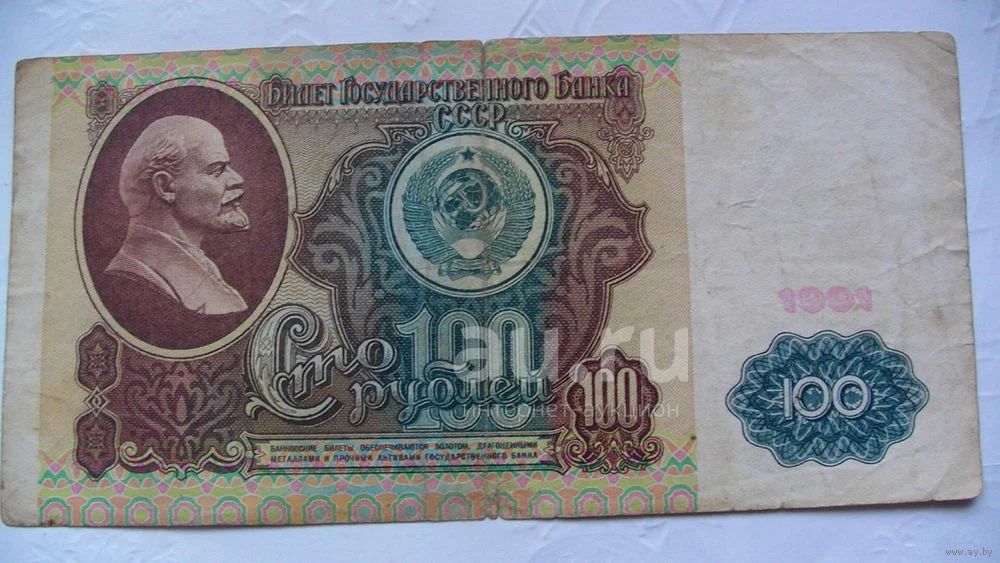 Билет Государственного Банка
СССР
1991
Сто 100
рублей
100
100
БАНКОВСКИЕ БИЛЕТЫ ОБЕСПЕЧИВАЮТСЯ ЗОЛОТОМ, ДРАГОЦЕННЫМИ
МЕТАЛЛАМИ И ПРОЧИМИ АКТИВАМИ ГОСУДАРСТВЕННОГО БАНКА
au.ru
интернет-аукцион
www.ay.by